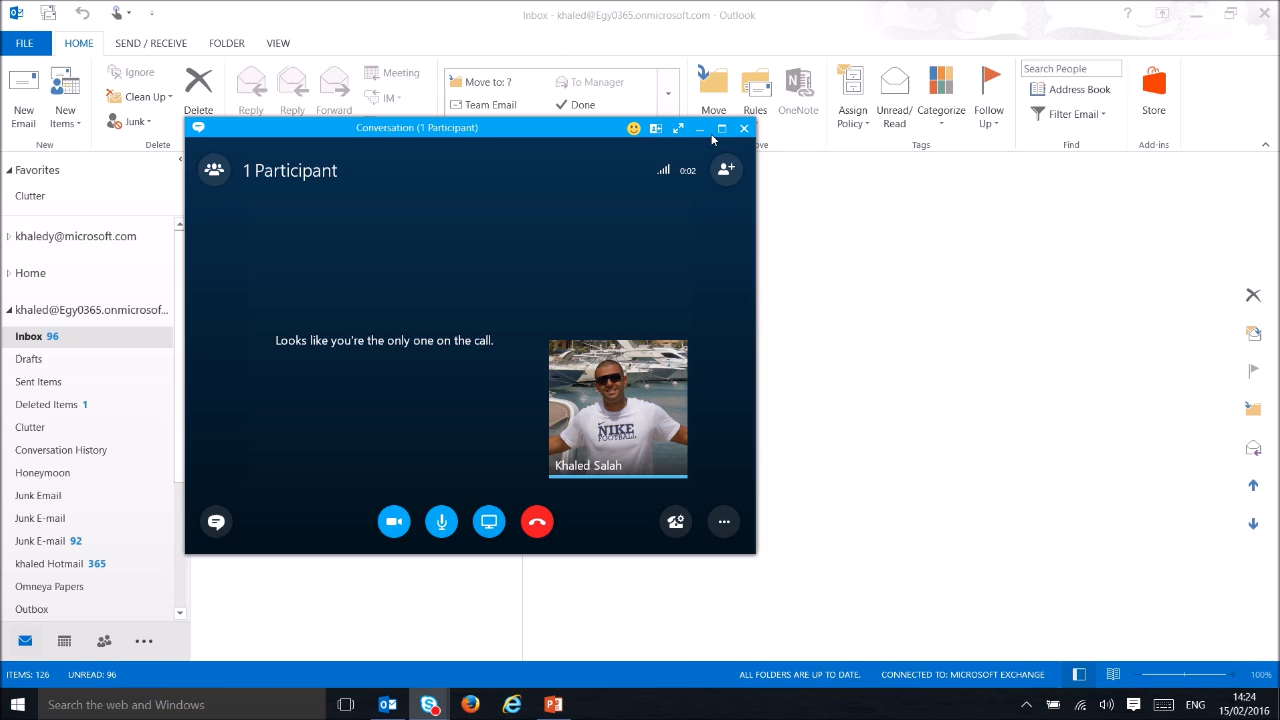 Inbox - khaled@Egy0365.onmicrosoft.com - Outlook
FILE
HOME
SEND / RECEIVE
FOLDER
VIEW
New
Email
New
Items
Ignore
Clean Up
Junk
Delete
Reply
Reply
Forward
Meeting
IM
Move to: ?
Team Email
To Manager
Done
Move
Rules
OneNote
Assign
Policy
Unread/
Read
Categorize
Follow
Up
Search People
Address Book
Filter Email
Store
New
Delete
ove
Tags
Find
Add-ins
Favorites
Clutter
khaledy@microsoft.com
Home
khaled@Egy0365.onmicrosof...
Inbox 96
Drafts
Sent Items
Deleted Items 1
Clutter
Conversation History
Honeymoon
Junk Email
Junk E-mail
Junk E-mail 92
khaled Hotmail 365
Omneya Papers
Outbox
Conversation (1 Participant)
1 Participant
0:02
Looks like you're the only one on the call.
NIKE
FOOTBALL
Khaled Salah
ITEMS: 126
UNREAD: 96
ALL FOLDERS ARE UP TO DATE.
CONNECTED TO: MICROSOFT EXCHANGE
100%
Search the web and Windows
ENG
14:24
15/02/2016